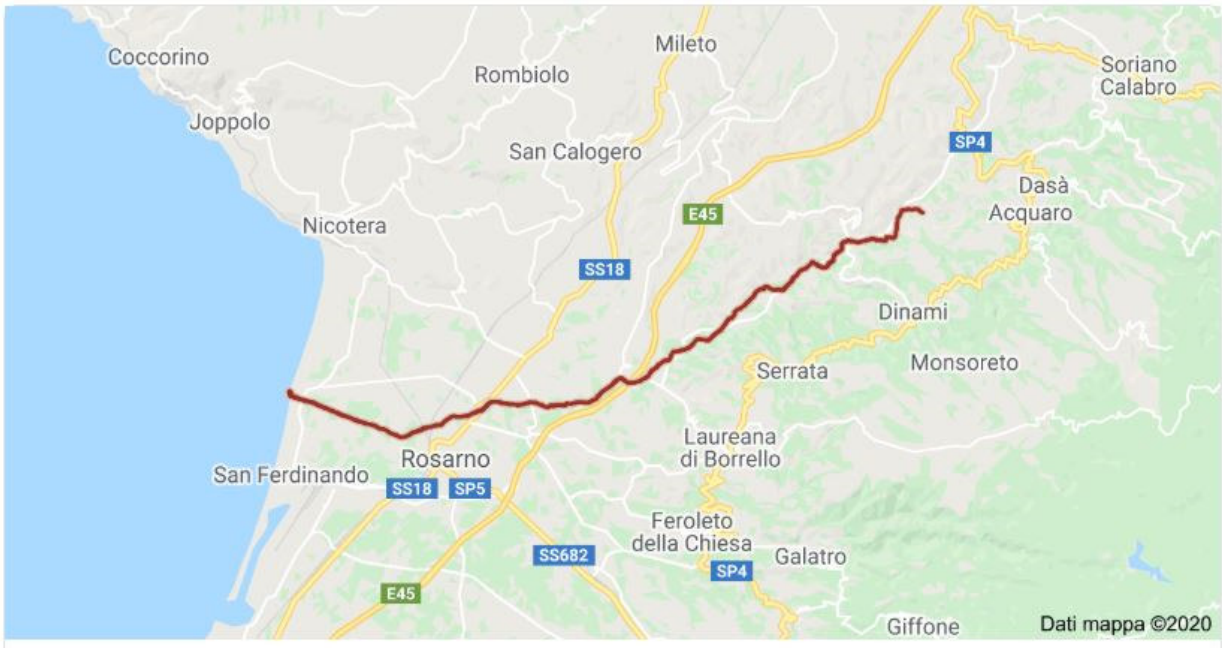 Mileto
Coccorino
Rombiolo
Soriano
Calabro
Joppolo
San Calogero
SP4
Dasà
Acquaro
E45
Nicotera
SS18
Dinami
Serrata
Monsoreto
Laureana
di Borrello
Rosarno
San Ferdinando
SS18
SP5
Feroleto
della Chiesa
SS682
Galatro
SP4
E45
Giffone
Dati mappa ©2020